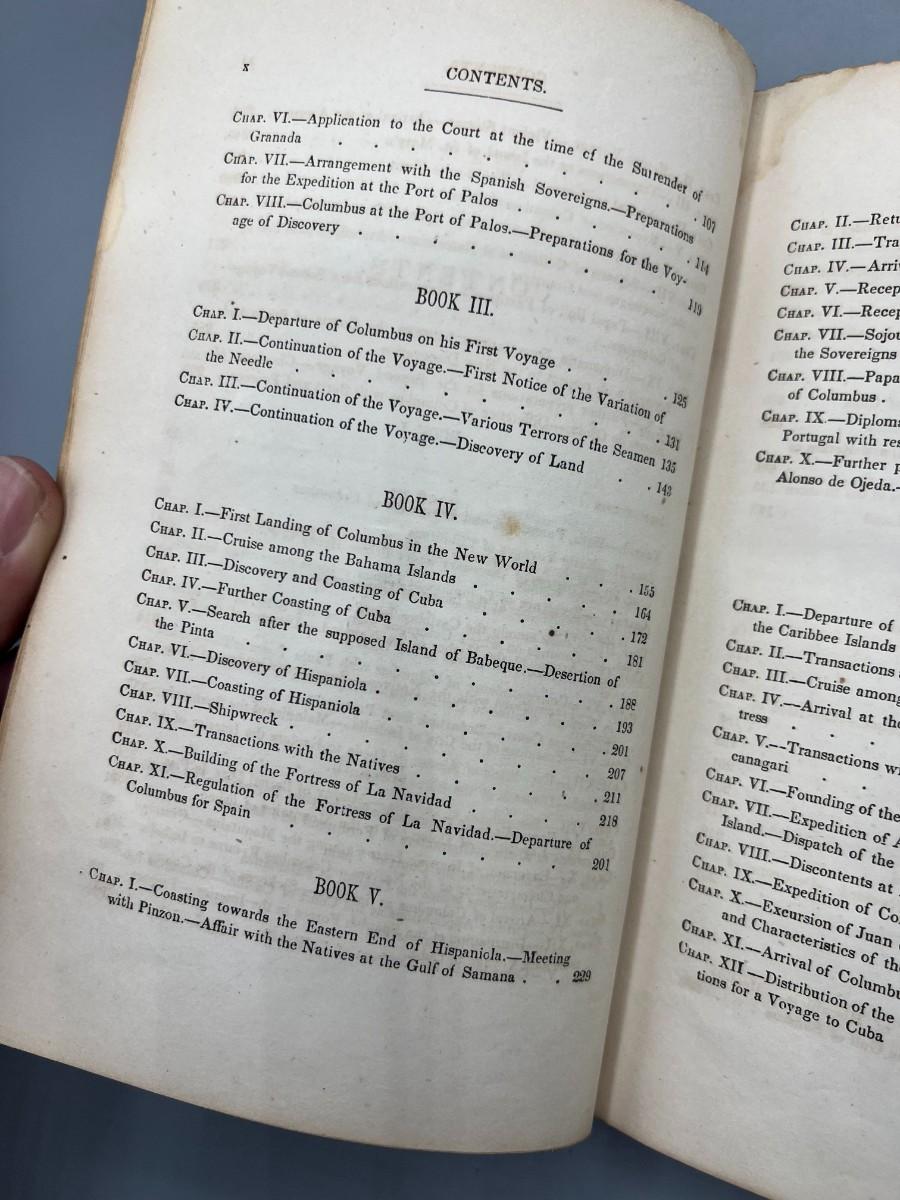 x
CONTENTS.
CHAP. VI.—Application to the Court at the time of the Surrender of
Granada . . . . . . . . . 107
CHAP. VII.—Arrangement with the Spanish Sovereigns.—Preparations
for the Expedition at the Port of Palos . . . . . 114
CHAP. VIII.—Columbus at the Port of Palos.—Preparations for the Voy-
age of Discovery . . . . . . . . 119
BOOK III.
CHAP. I.—Departure of Columbus on his First Voyage . . . 125
CHAP. II.—Continuation of the Voyage.—First Notice of the Variation of
the Needle . . . . . . . . . 131
CHAP. III.—Continuation of the Voyage.—Various Terrors of the Seamen 135
CHAP. IV.—Continuation of the Voyage.—Discovery of Land . . 143
BOOK IV.
CHAP. I.—First Landing of Columbus in the New World . . . 155
CHAP. II.—Cruise among the Bahama Islands . . . . . 164
CHAP. III.—Discovery and Coasting of Cuba . . . . . 172
CHAP. IV.—Further Coasting of Cuba . . . . . . 181
CHAP. V.—Search after the supposed Island of Babeque.—Desertion of
the Pinta . . . . . . . . . . 188
CHAP. VI.—Discovery of Hispaniola . . . . . . . 193
CHAP. VII.—Coasting of Hispaniola . . . . . . . 201
CHAP. VIII.—Shipwreck . . . . . . . . 207
CHAP. IX.—Transactions with the Natives . . . . . . 211
CHAP. X.—Building of the Fortress of La Navidad . . . . 218
CHAP. XI.—Regulation of the Fortress of La Navidad.—Departure of
Columbus for Spain . . . . . . . . 201
BOOK V.
CHAP. I.—Coasting towards the Eastern End of Hispaniola.—Meeting
with Pinzon.—Affair with the Natives at the Gulf of Samana . . 229
CHAP. II.—Retu
CHAP. III.—Tra
CHAP. IV.—Arri
CHAP. V.—Recep
CHAP. VI.—Recep
CHAP. VII.—Sojou
the Sovereigns
CHAP. VIII.—Papa
of Columbus .
CHAP. IX.—Diplom
Portugal with res
CHAP. X.—Further p
Alonso de Ojeda.—
CHAP. I.—Departure of
the Caribbee Islands
CHAP. II.—Transactions
CHAP. III.—Cruise among
CHAP. IV.—Arrival at the
tress . . .
CHAP. V.--Transactions wi
canagari . .
CHAP. VI.—Founding of the
CHAP. VII.—Expedition of A
Island.—Dispatch of the
CHAP. VIII.—Discontents at
CHAP. IX.—Expedition of Co
CHAP. X.—Excursion of Juan
and Characteristics of the
CHAP. XI.—Arrival of Columbu
CHAP. XII—Distribution of the
tions for a Voyage to Cuba